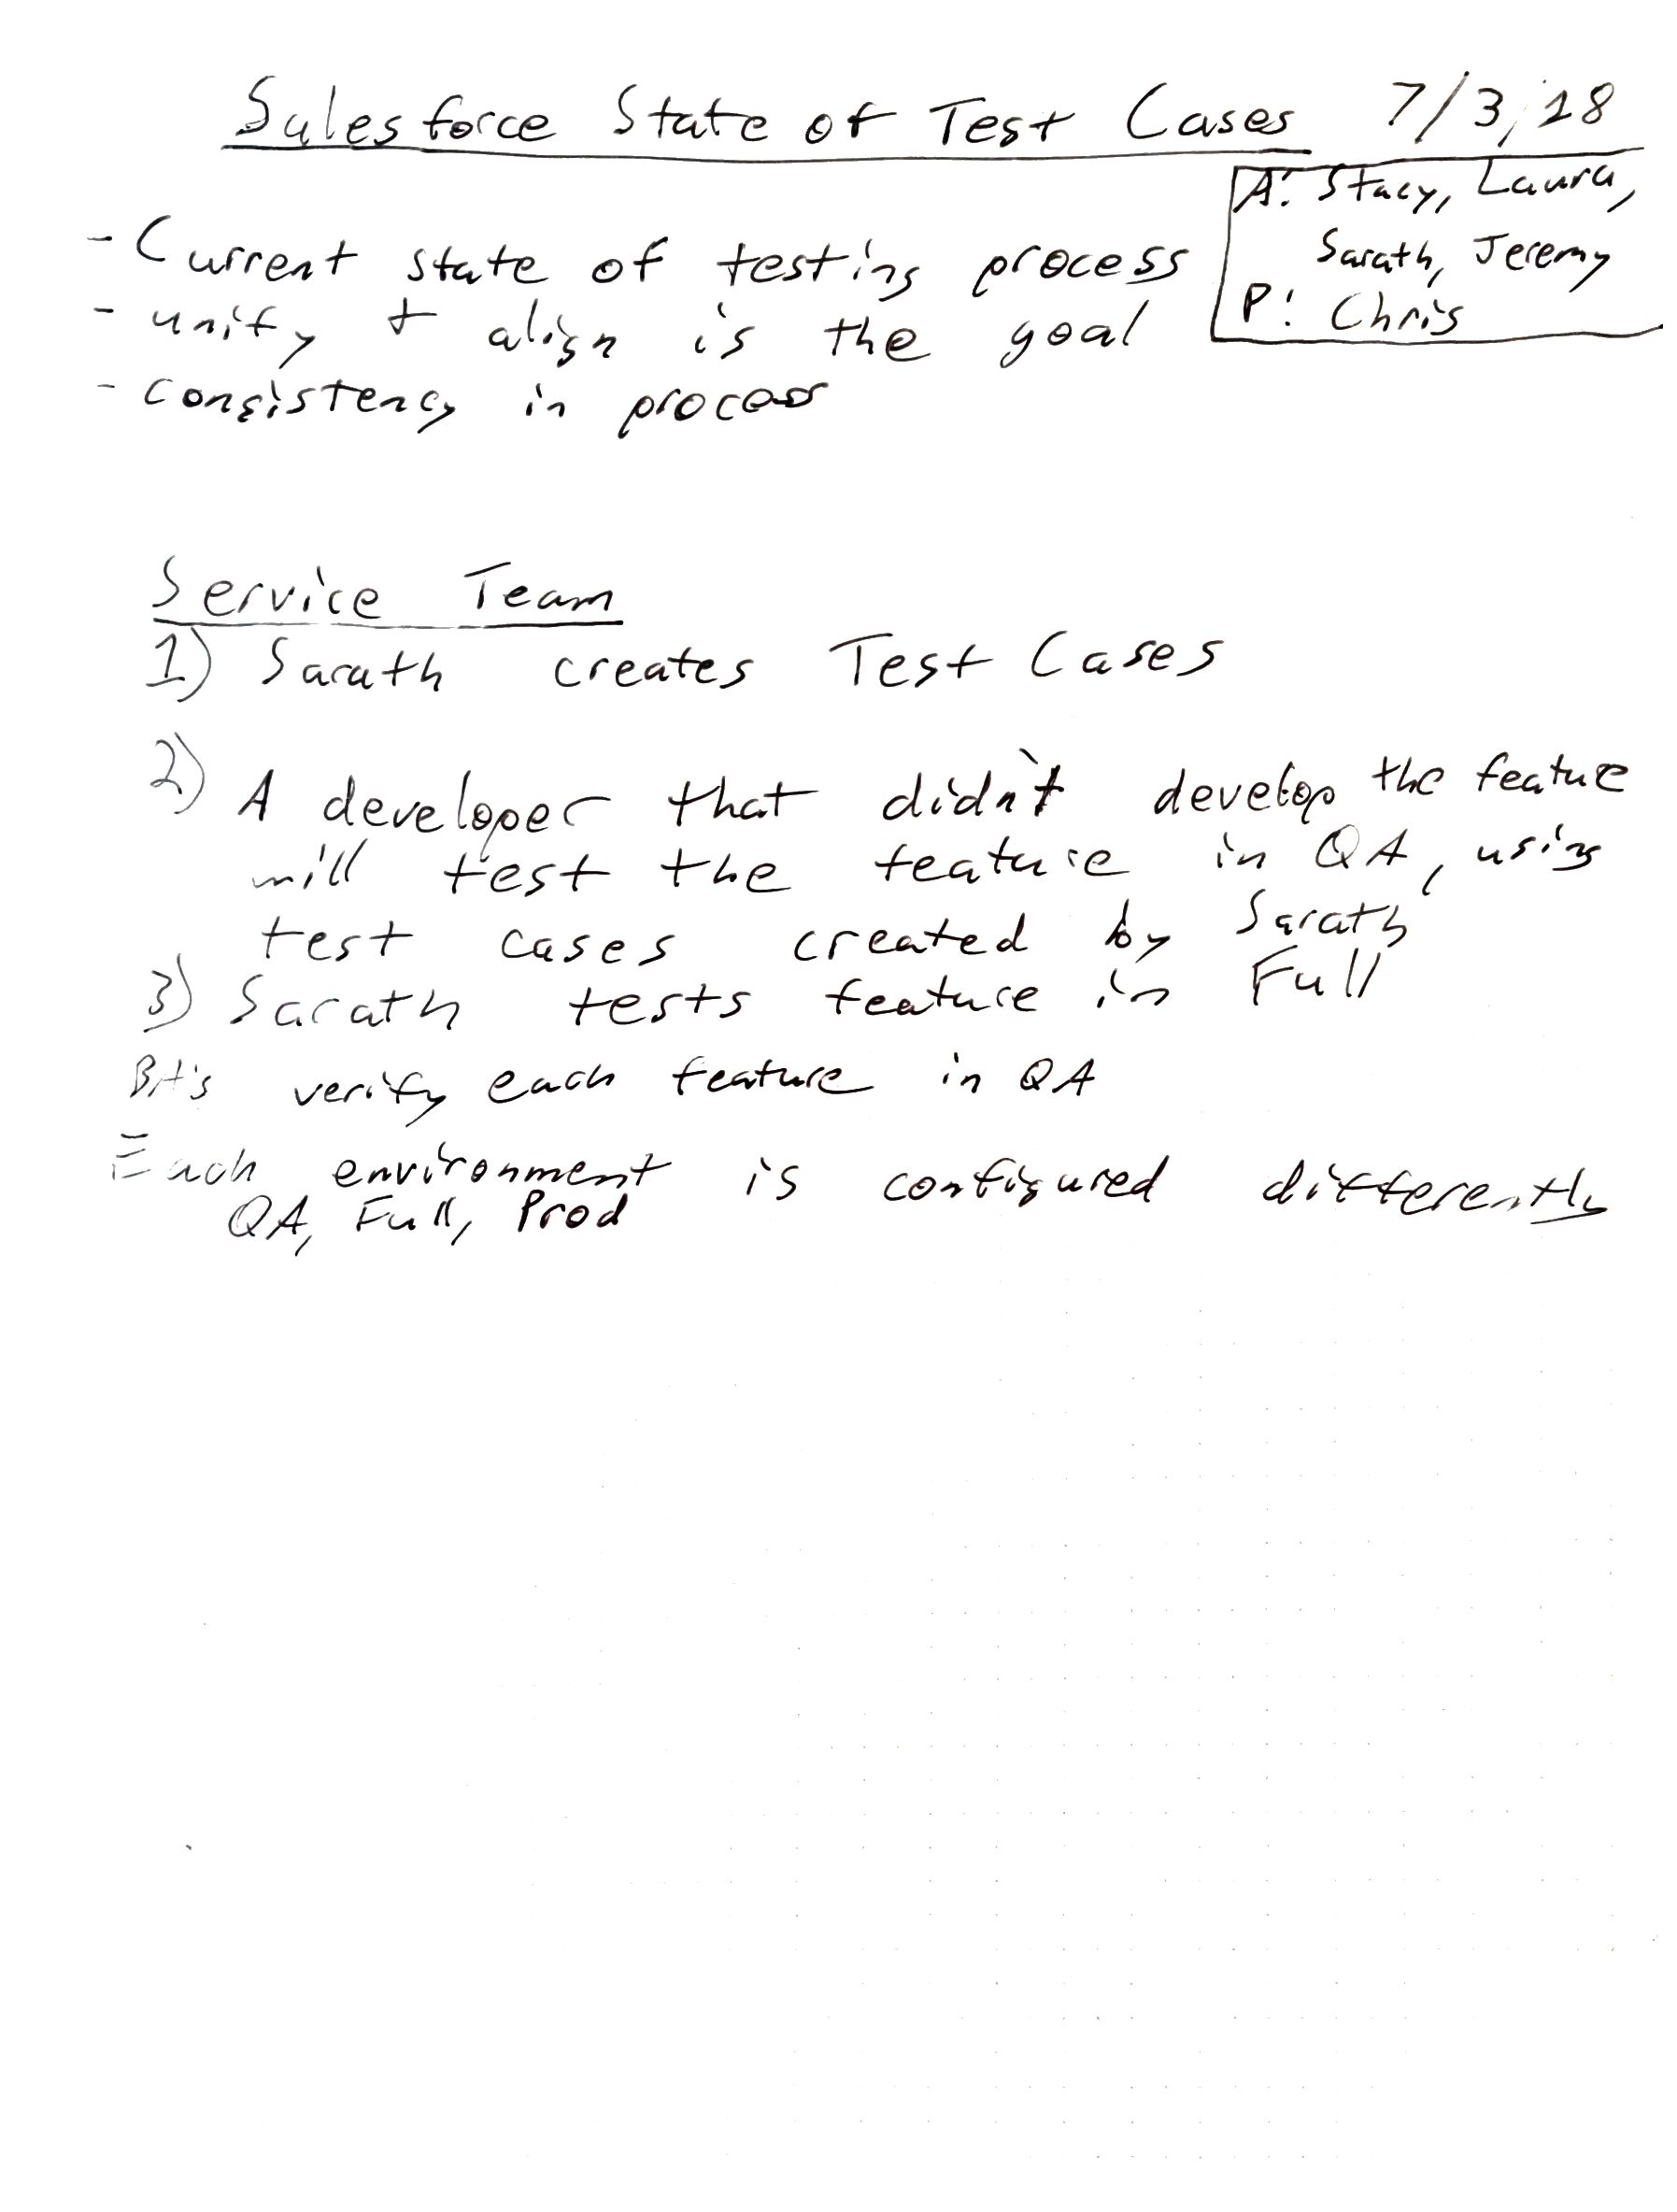 Salesforce State of Test Cases 7/3/18
A: Stacy, Laura,
Sarath, Jeremy
P: Chris
- Current state of testing process
- unify + align is the goal
- consistency in process
Service Team
1) Sarath creates Test Cases
2) A developer that didn't develop the feature
will test the feature in QA, using
test cases created by Sarath
3) Sarath tests feature in Full
BA's verify each feature in QA
Each environment is configured differently
QA, Full, Prod